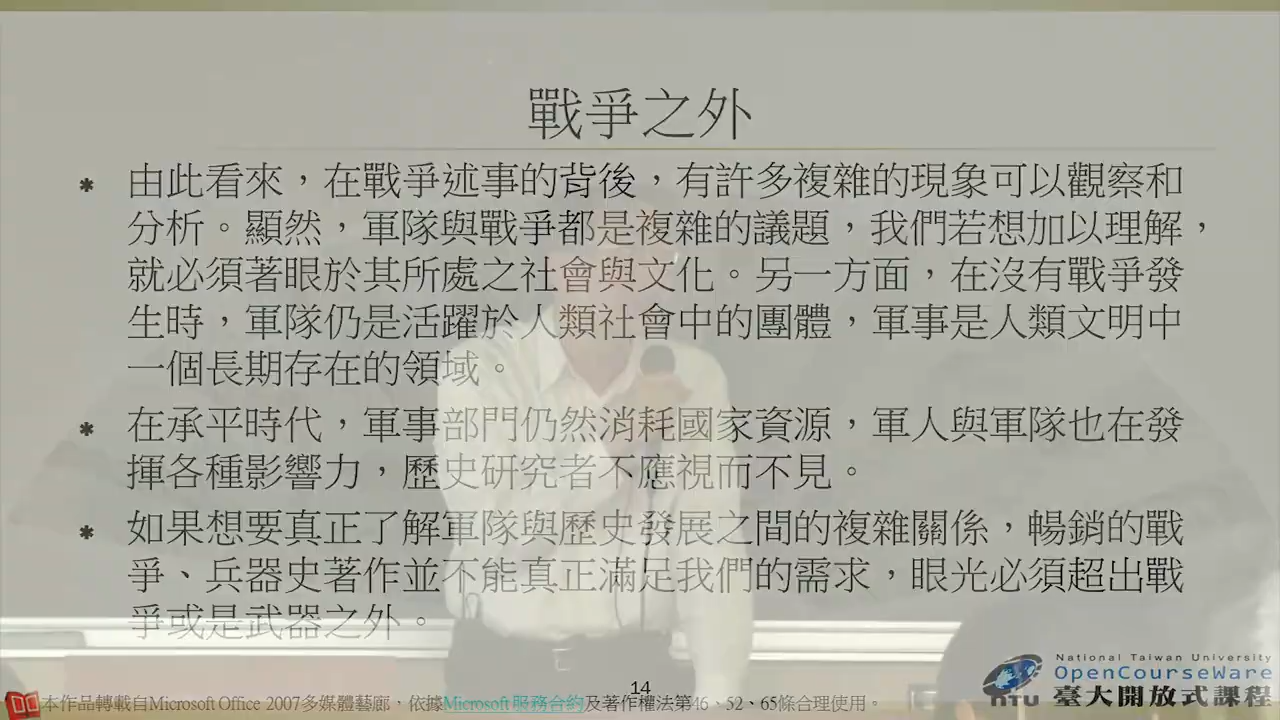 戰爭之外
* 由此看來，在戰爭述事的背後，有許多複雜的現象可以觀察和
分析。顯然，軍隊與戰爭都是複雜的議題，我們若想加以理解，
就必須著眼於其所處之社會與文化。另一方面，在沒有戰爭發
生時，軍隊仍是活躍於人類社會中的團體，軍事是人類文明中
一個長期存在的領域。
* 在承平時代，軍事部門仍然消耗國家資源，軍人與軍隊也在發
揮各種影響力，歷史研究者不應視而不見。
* 如果想要真正了解軍隊與歷史發展之間的複雜關係，暢銷的戰
爭、兵器史著作並不能真正滿足我們的需求，眼光必須超出戰
爭或是武器之外。
14
本作品轉載自Microsoft Office 2007多媒體藝廊，依據Microsoft 服務合約及著作權法第46、52、65條合理使用。
National Taiwan University
OpenCourseWare
NTU 臺大開放式課程